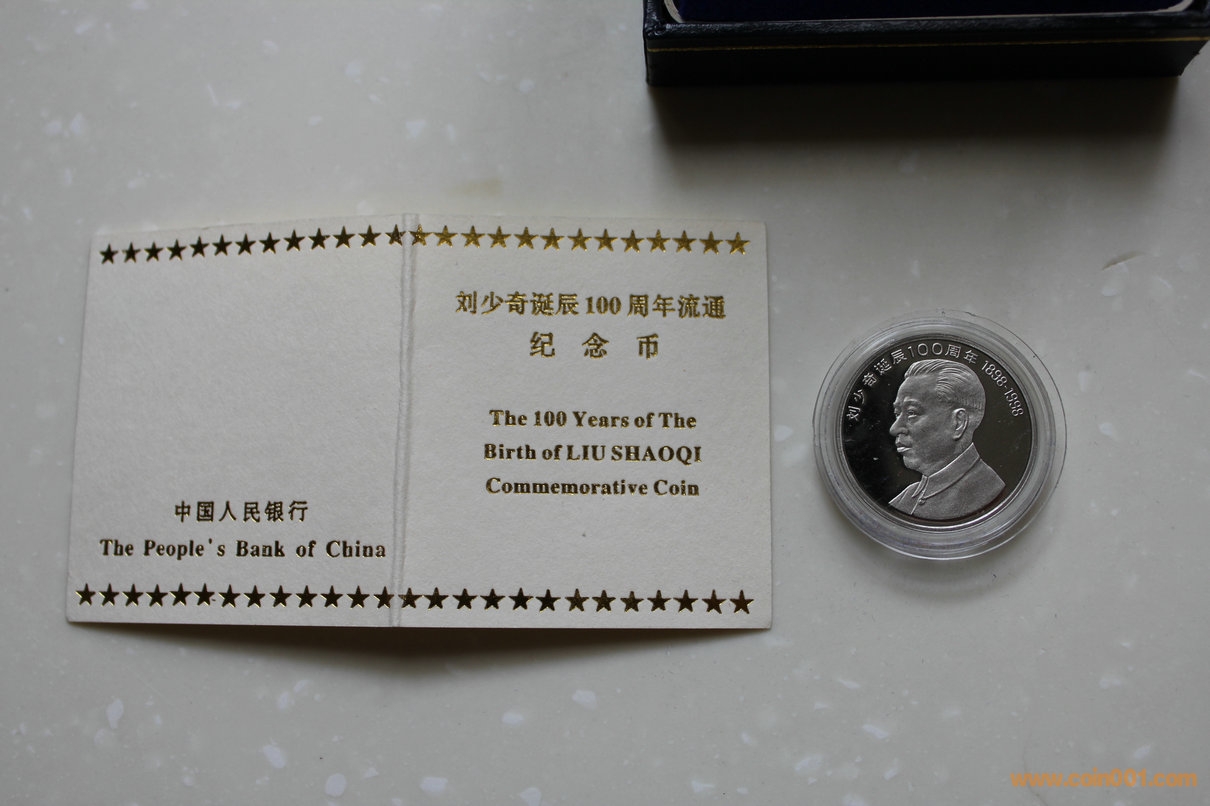 刘少奇诞辰100周年流通
纪念币
The 100 Years of The
Birth of LIU SHAOQI
Commemorative Coin
中国人民银行
The People's Bank of China
刘少奇诞辰100周年 1898-1998
www.coin001.com